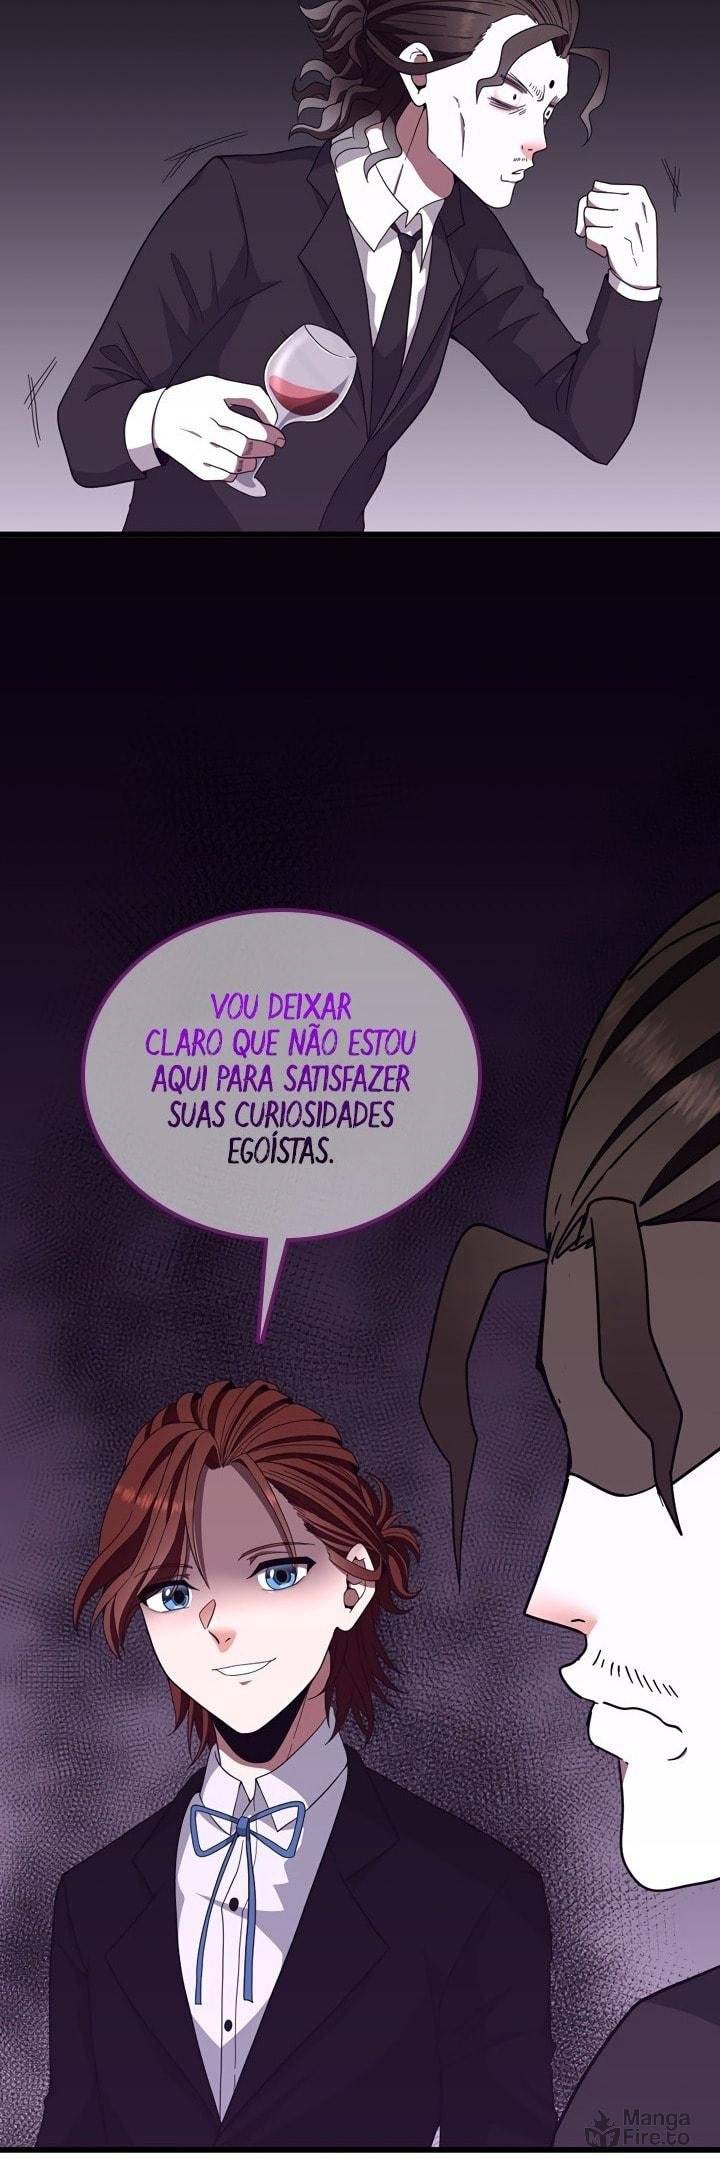 VOU DEIXAR
CLARO QUE NÃO ESTOU
AQUI PARA SATISFAZER
SUAS CURIOSIDADES
EGOÍSTAS.
Manga
Fire.to